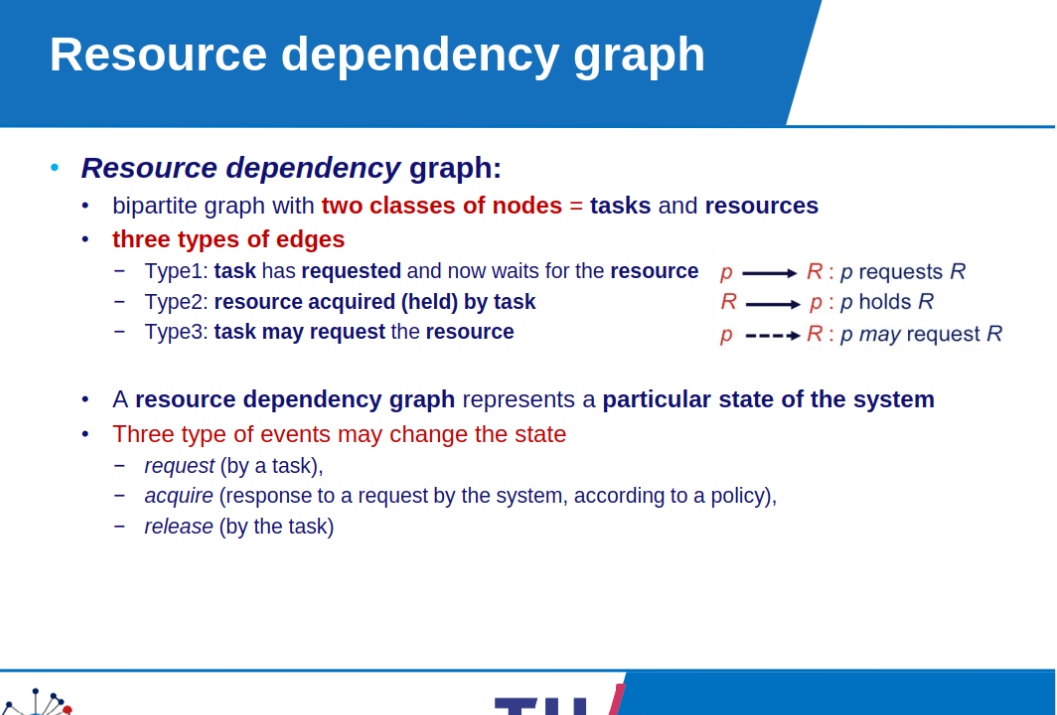 Resource dependency graph
• Resource dependency graph:
• bipartite graph with two classes of nodes = tasks and resources
• three types of edges
– Type1: task has requested and now waits for the resource p → R : p requests R
– Type2: resource acquired (held) by task R → p : p holds R
– Type3: task may request the resource p ⇢ R : p may request R
• A resource dependency graph represents a particular state of the system
• Three type of events may change the state
– request (by a task),
– acquire (response to a request by the system, according to a policy),
– release (by the task)